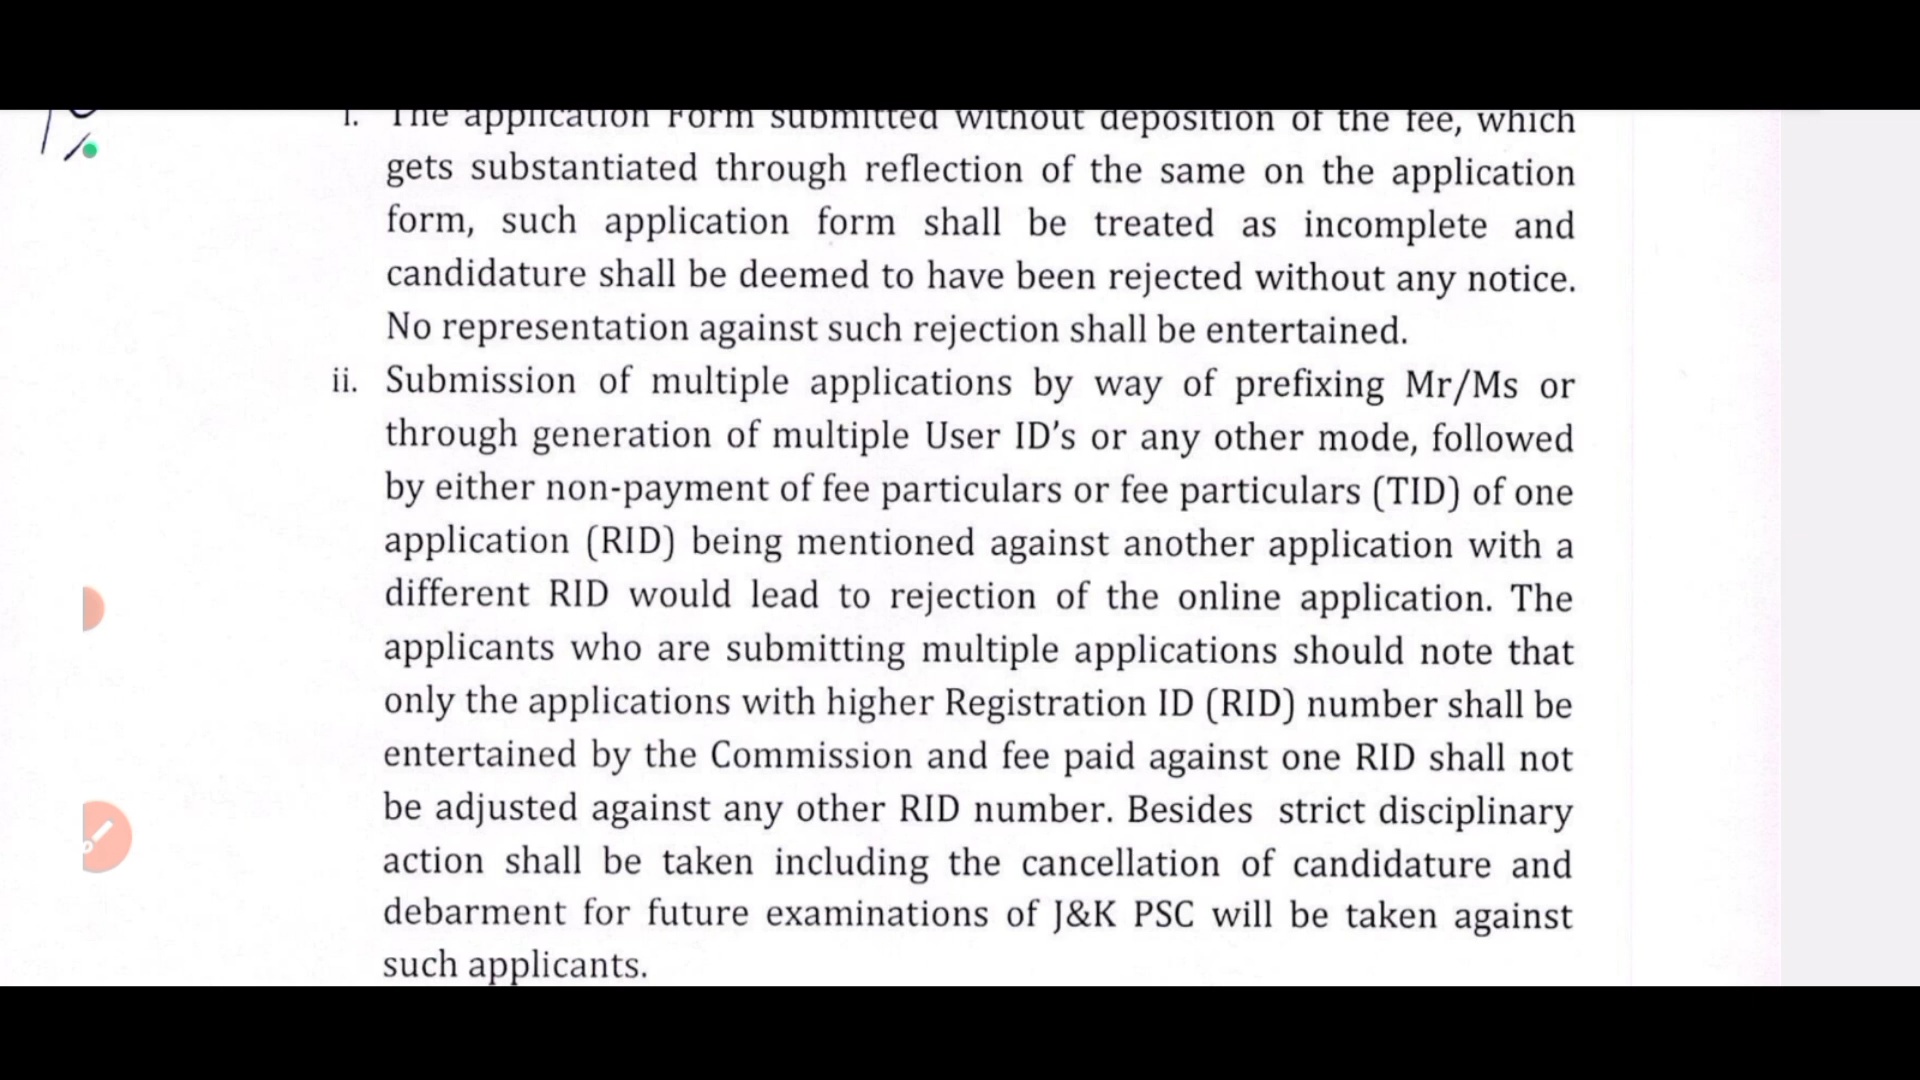 i. The application Form submitted without deposition of the fee, which
gets substantiated through reflection of the same on the application
form, such application form shall be treated as incomplete and
candidature shall be deemed to have been rejected without any notice.
No representation against such rejection shall be entertained.
ii. Submission of multiple applications by way of prefixing Mr/Ms or
through generation of multiple User ID's or any other mode, followed
by either non-payment of fee particulars or fee particulars (TID) of one
application (RID) being mentioned against another application with a
different RID would lead to rejection of the online application. The
applicants who are submitting multiple applications should note that
only the applications with higher Registration ID (RID) number shall be
entertained by the Commission and fee paid against one RID shall not
be adjusted against any other RID number. Besides strict disciplinary
action shall be taken including the cancellation of candidature and
debarment for future examinations of J&K PSC will be taken against
such applicants.